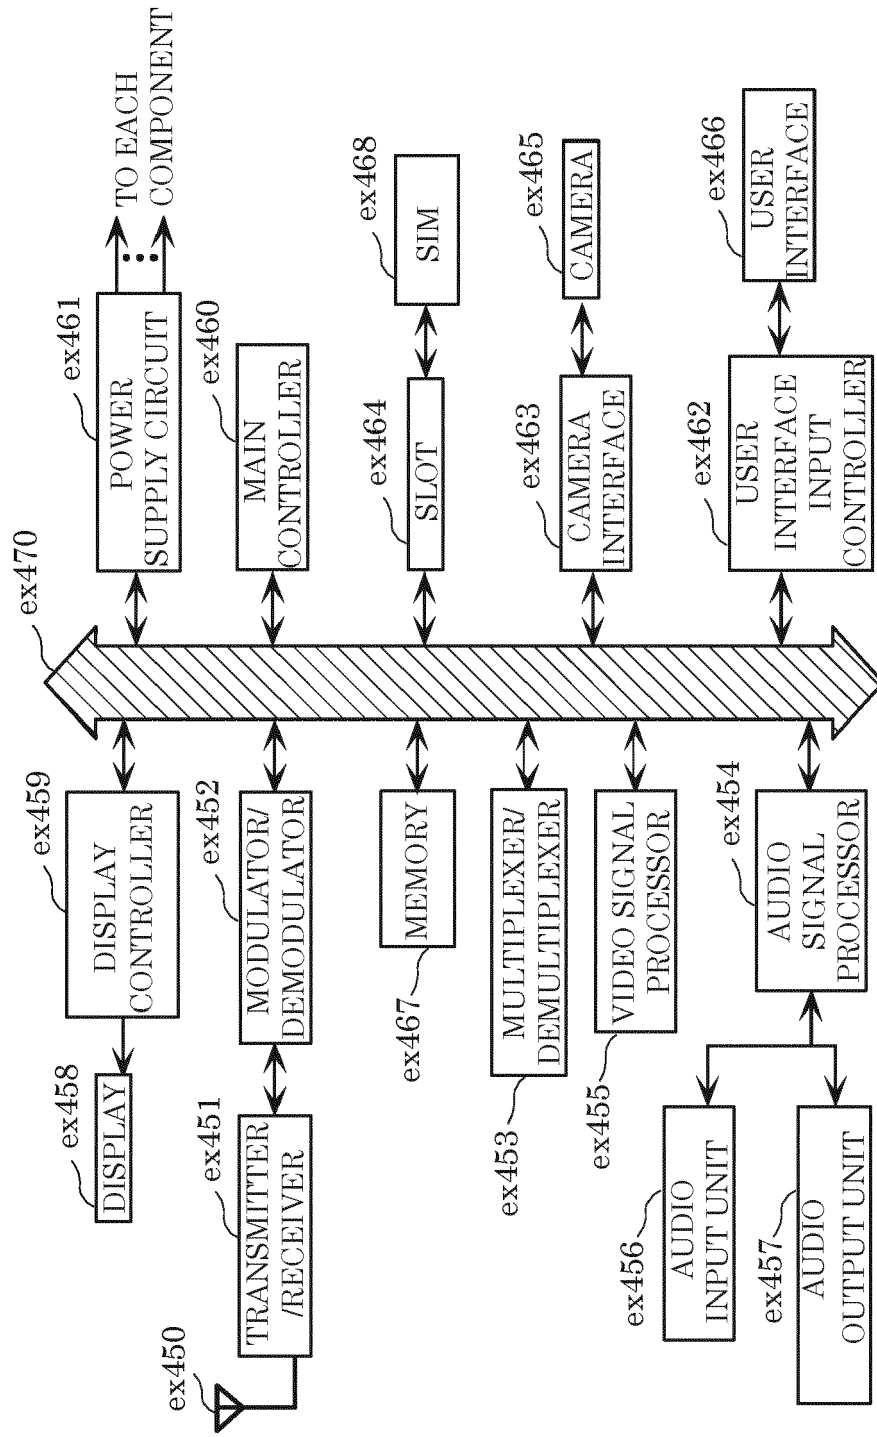 ex470
ex458
DISPLAY
ex459
DISPLAY
CONTROLLER
ex461
POWER
SUPPLY CIRCUIT
TO EACH
COMPONENT
ex450
ex451
TRANSMITTER
/RECEIVER
ex452
MODULATOR/
DEMODULATOR
ex460
MAIN
CONTROLLER
ex467
MEMORY
ex464
SLOT
ex468
SIM
ex453
MULTIPLEXER/
DEMULTIPLEXER
ex455
VIDEO SIGNAL
PROCESSOR
ex463
CAMERA
INTERFACE
ex465
CAMERA
ex456
AUDIO
INPUT UNIT
ex457
AUDIO
OUTPUT UNIT
ex454
AUDIO
SIGNAL
PROCESSOR
ex462
USER
INTERFACE
INPUT
CONTROLLER
ex466
USER
INTERFACE